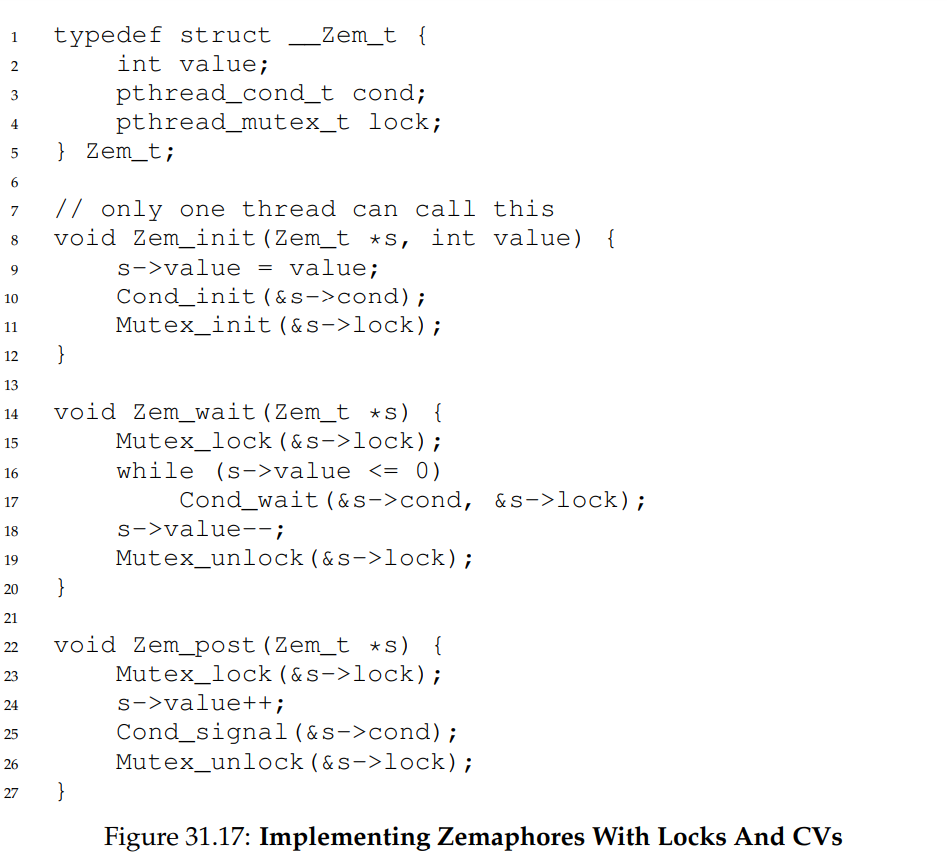 1 typedef struct __Zem_t {
2 int value;
3 pthread_cond_t cond;
4 pthread_mutex_t lock;
5 } Zem_t;
6
7 // only one thread can call this
8 void Zem_init(Zem_t *s, int value) {
9 s->value = value;
10 Cond_init(&s->cond);
11 Mutex_init(&s->lock);
12 }
13
14 void Zem_wait(Zem_t *s) {
15 Mutex_lock(&s->lock);
16 while (s->value <= 0)
17 Cond_wait(&s->cond, &s->lock);
18 s->value--;
19 Mutex_unlock(&s->lock);
20 }
21
22 void Zem_post(Zem_t *s) {
23 Mutex_lock(&s->lock);
24 s->value++;
25 Cond_signal(&s->cond);
26 Mutex_unlock(&s->lock);
27 }
Figure 31.17: Implementing Zemaphores With Locks And CVs